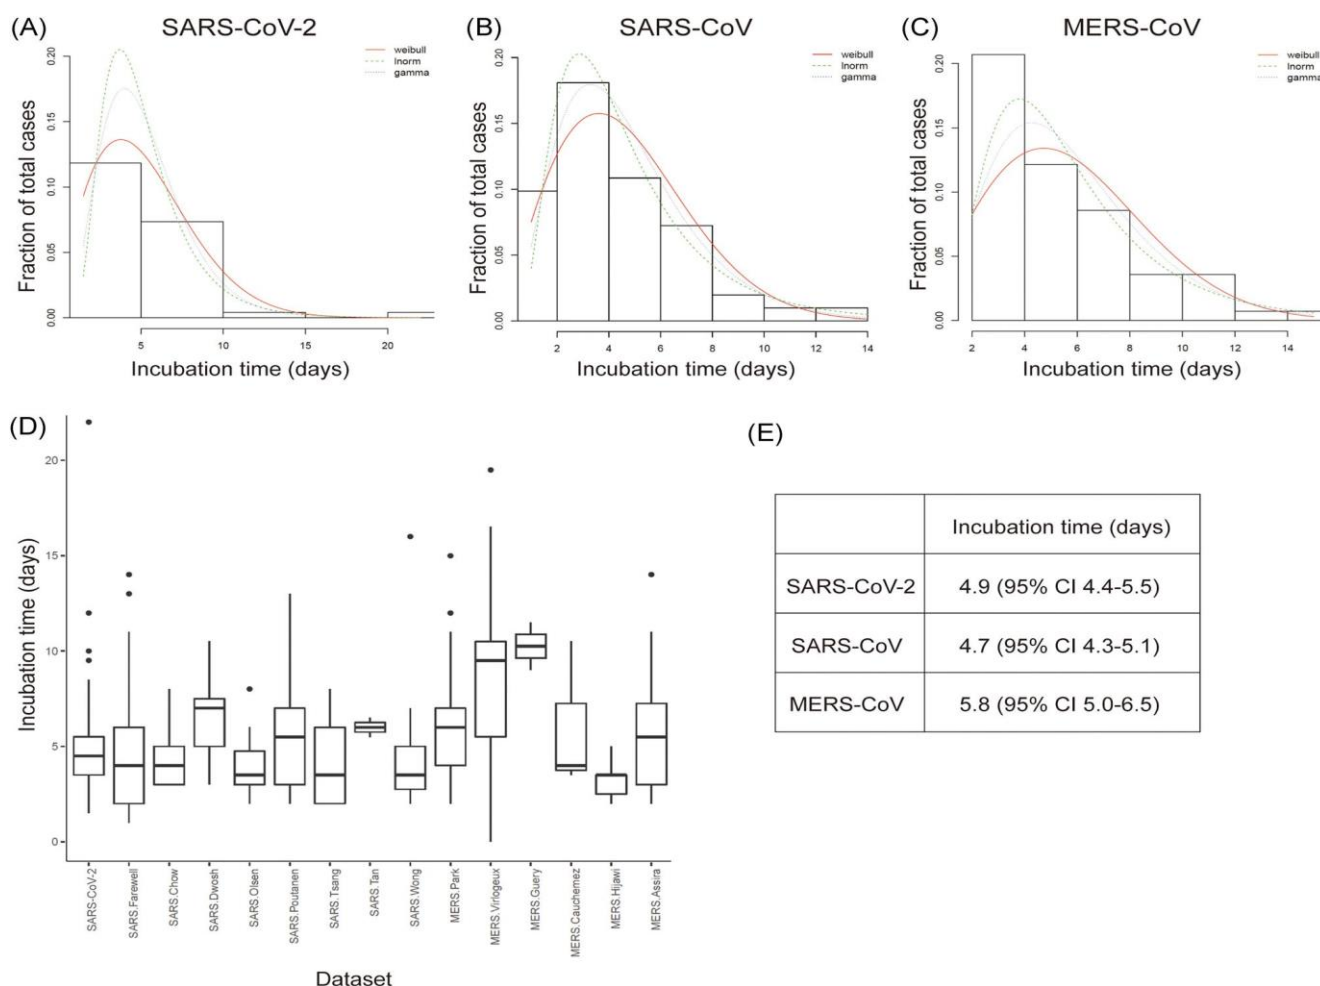 (A)
SARS-CoV-2
weibull
lnorm
gamma
Fraction of total cases
0.20
0.15
0.10
0.05
0.00
5 10 15 20
Incubation time (days)
(B)
SARS-CoV
weibull
lnorm
gamma
Fraction of total cases
0.20
0.15
0.10
0.05
0.00
2 4 6 8 10 12 14
Incubation time (days)
(C)
MERS-CoV
weibull
lnorm
gamma
Fraction of total cases
0.20
0.15
0.10
0.05
0.00
2 4 6 8 10 12 14
Incubation time (days)
(D)
Incubation time (days)
20
15
10
5
0
SARS-CoV-2
SARS.Farewell
SARS.Chow
SARS.Dwosh
SARS.Olsen
SARS.Poutanen
SARS.Tsang
SARS.Tan
SARS.Wong
MERS.Park
MERS.Virlogeux
MERS.Guery
MERS.Cauchemez
MERS.Hijawi
MERS.Assira
Dataset
(E)
Incubation time (days)
SARS-CoV-2 4.9 (95% CI 4.4-5.5)
SARS-CoV 4.7 (95% CI 4.3-5.1)
MERS-CoV 5.8 (95% CI 5.0-6.5)